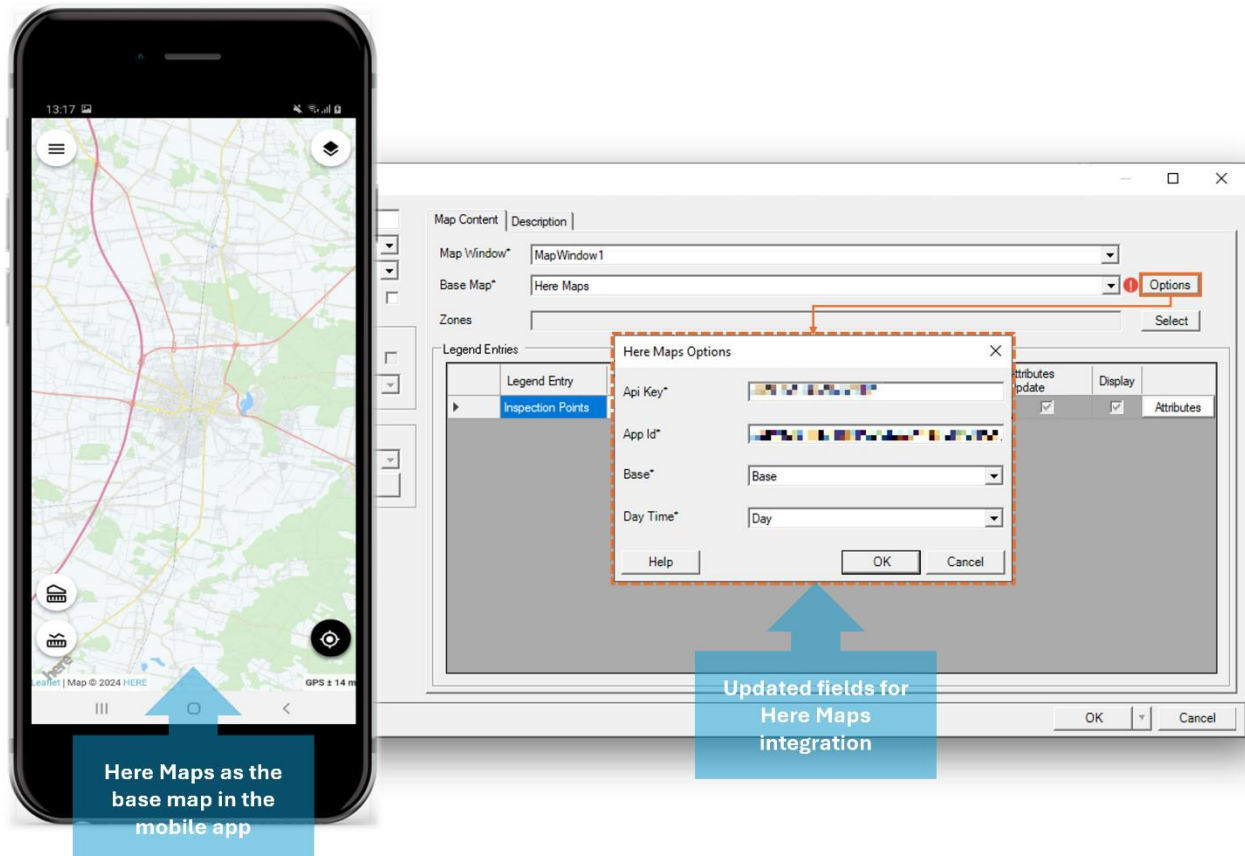 13:17
here
Leaflet | Map © 2024 HERE
GPS ± 14 m
Here Maps as the
base map in the
mobile app
Map Content
Description
Map Window*
MapWindow1
Base Map*
Here Maps
Options
Zones
Select
Legend Entries
Legend Entry
Attributes
Update
Display
Inspection Points
Attributes
Here Maps Options
Api Key*
App Id*
Base*
Base
Day Time*
Day
Help
OK
Cancel
Updated fields for
Here Maps
integration
OK
Cancel